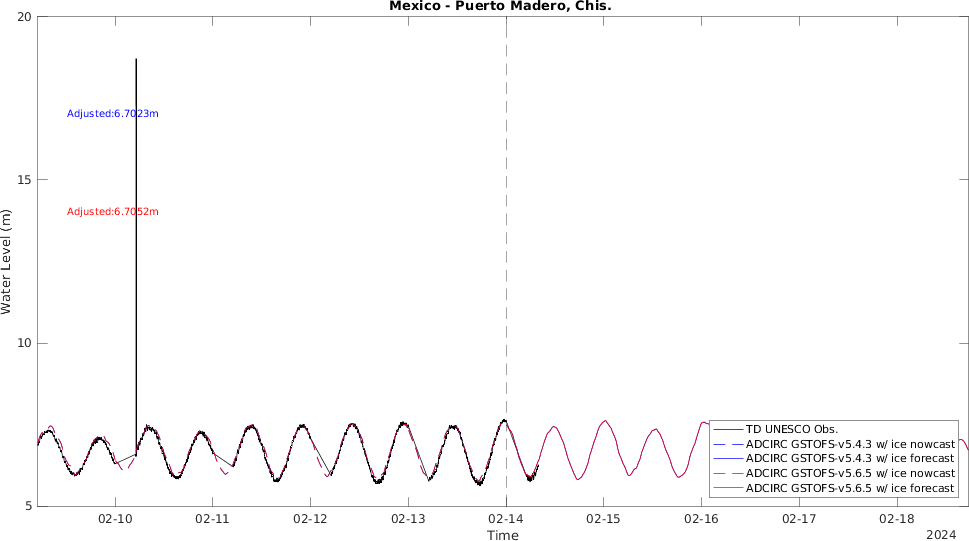 Mexico - Puerto Madero, Chis.
20
15
10
5
Water Level (m)
Adjusted:6.7023m
Adjusted:6.7052m
TD UNESCO Obs.
ADCIRC GSTOFS-v5.4.3 w/ ice nowcast
ADCIRC GSTOFS-v5.4.3 w/ ice forecast
ADCIRC GSTOFS-v5.6.5 w/ ice nowcast
ADCIRC GSTOFS-v5.6.5 w/ ice forecast
02-10 02-11 02-12 02-13 02-14 02-15 02-16 02-17 02-18
Time
2024